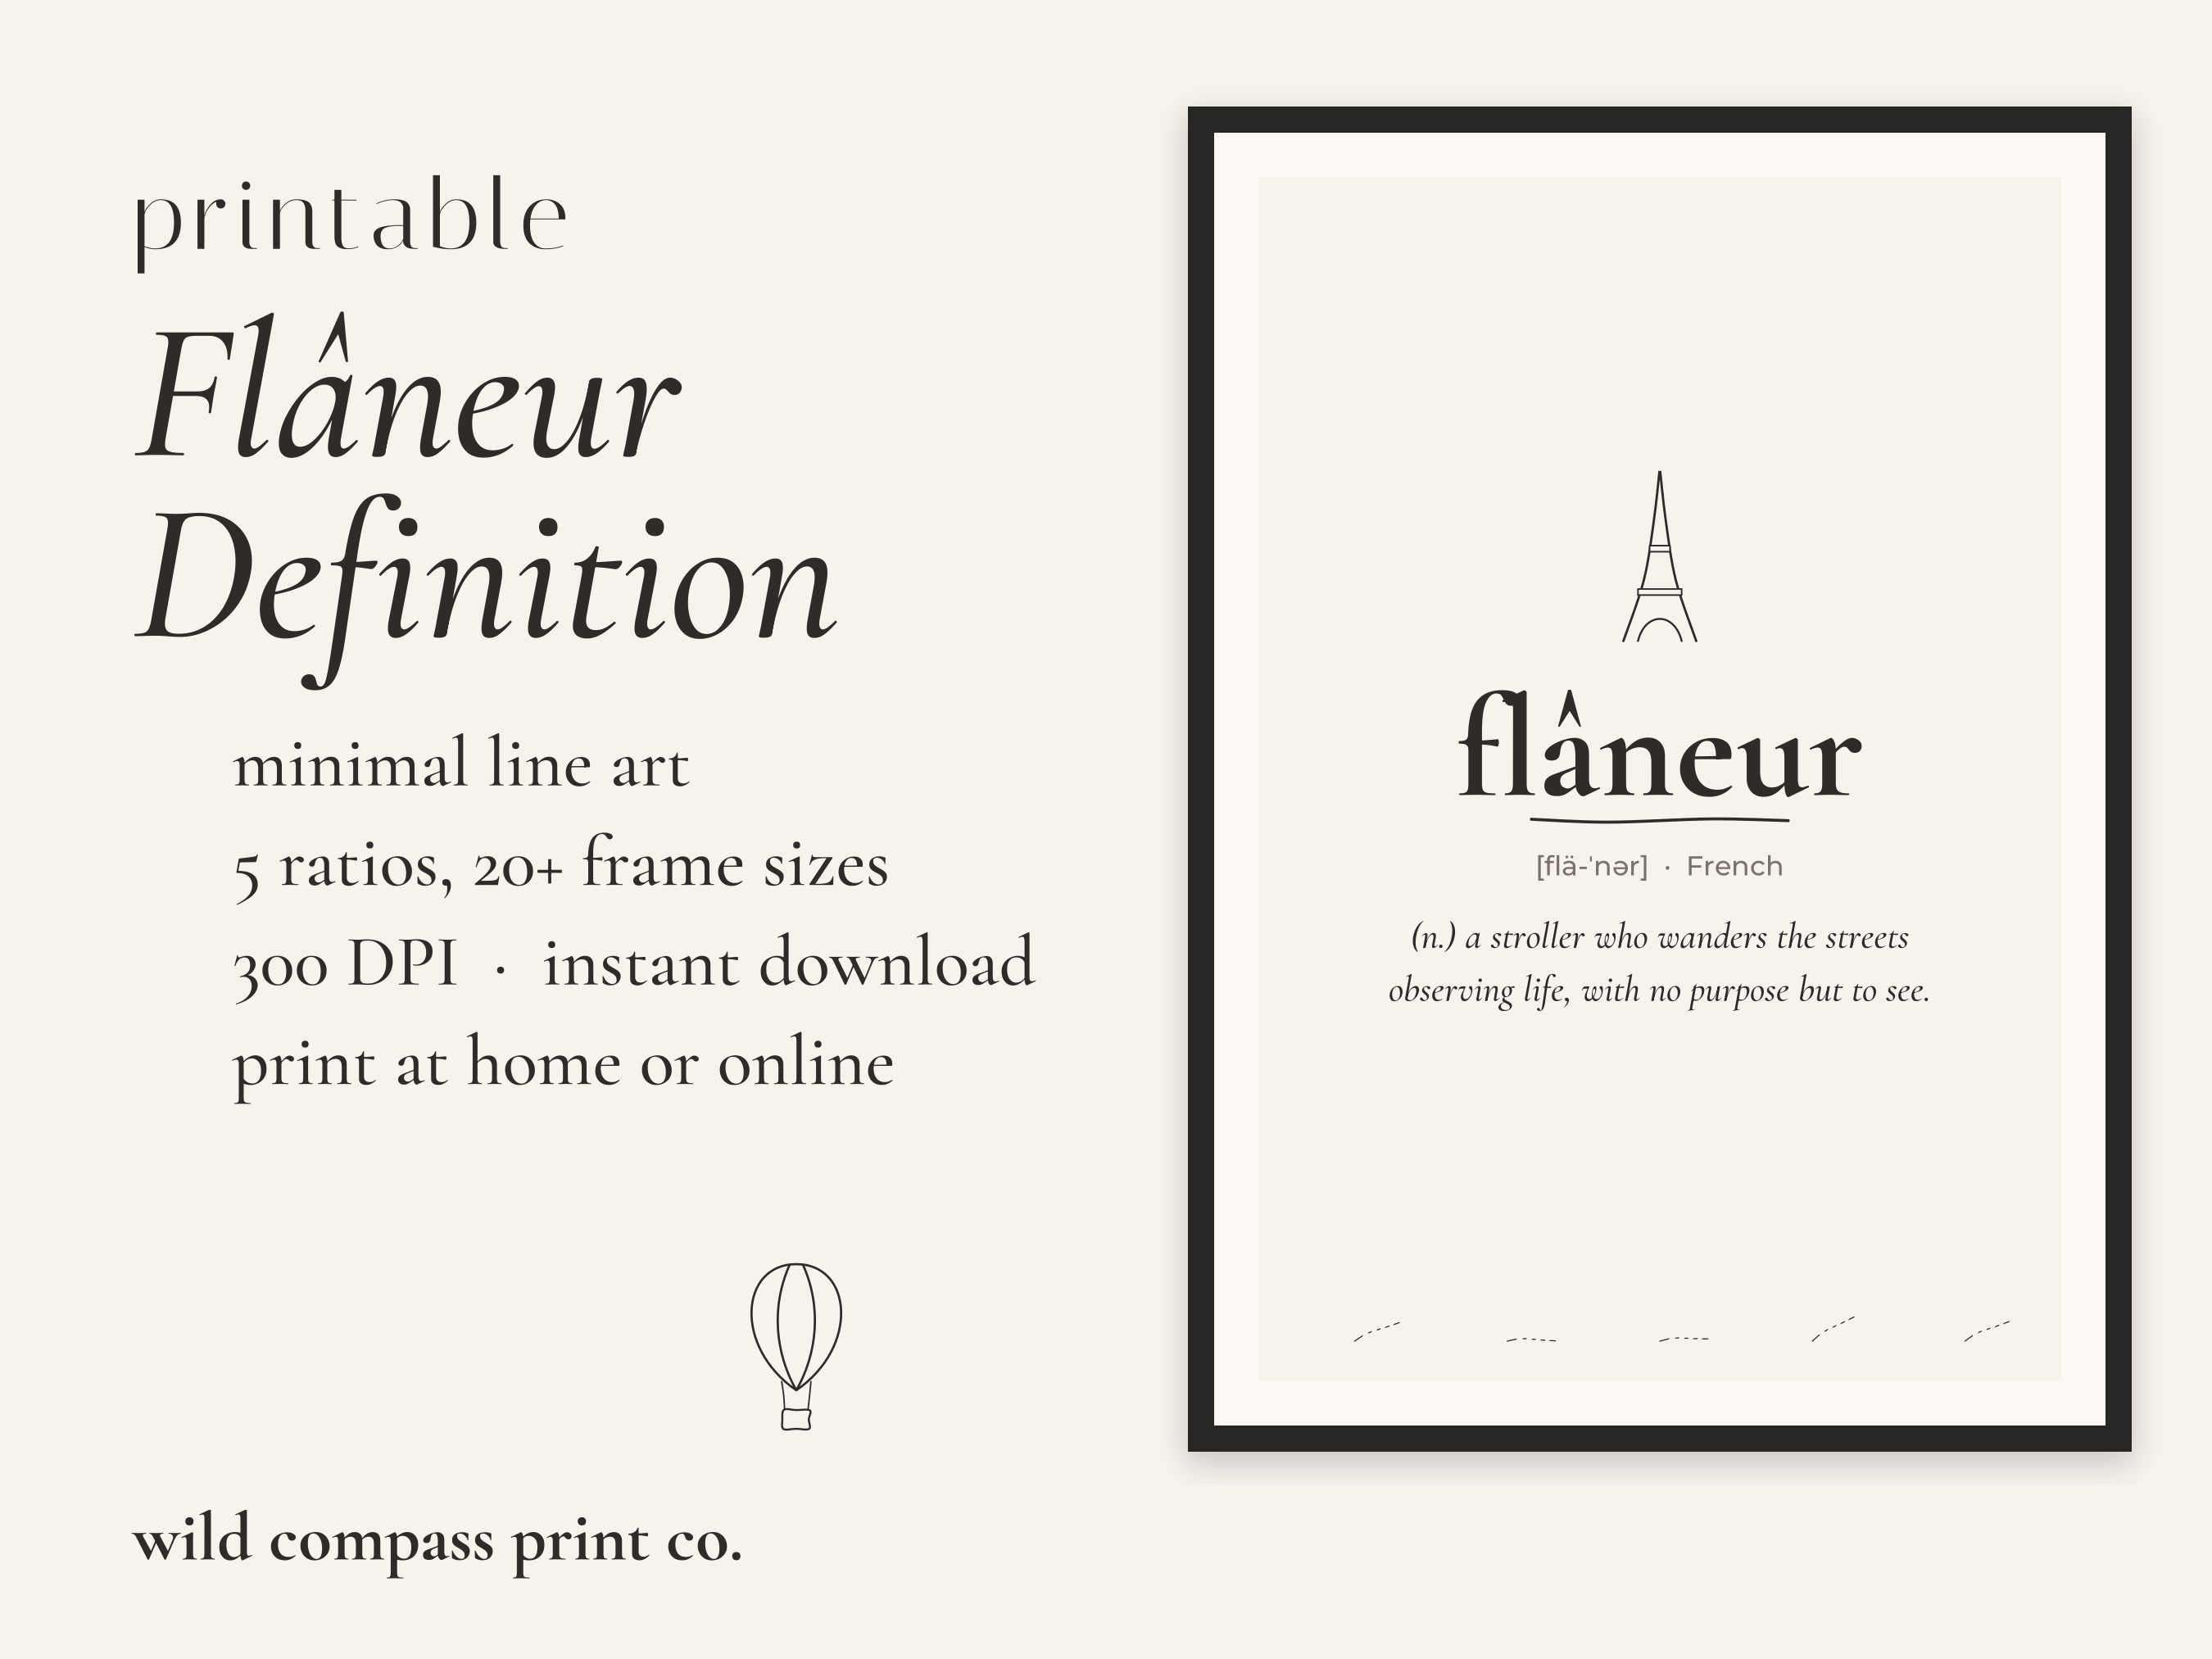 printable
Flâneur
Definition
minimal line art
5 ratios, 20+ frame sizes
300 DPI · instant download
print at home or online
wild compass print co.
flâneur
[flä-ˈnər] · French
(n.) a stroller who wanders the streets
observing life, with no purpose but to see.